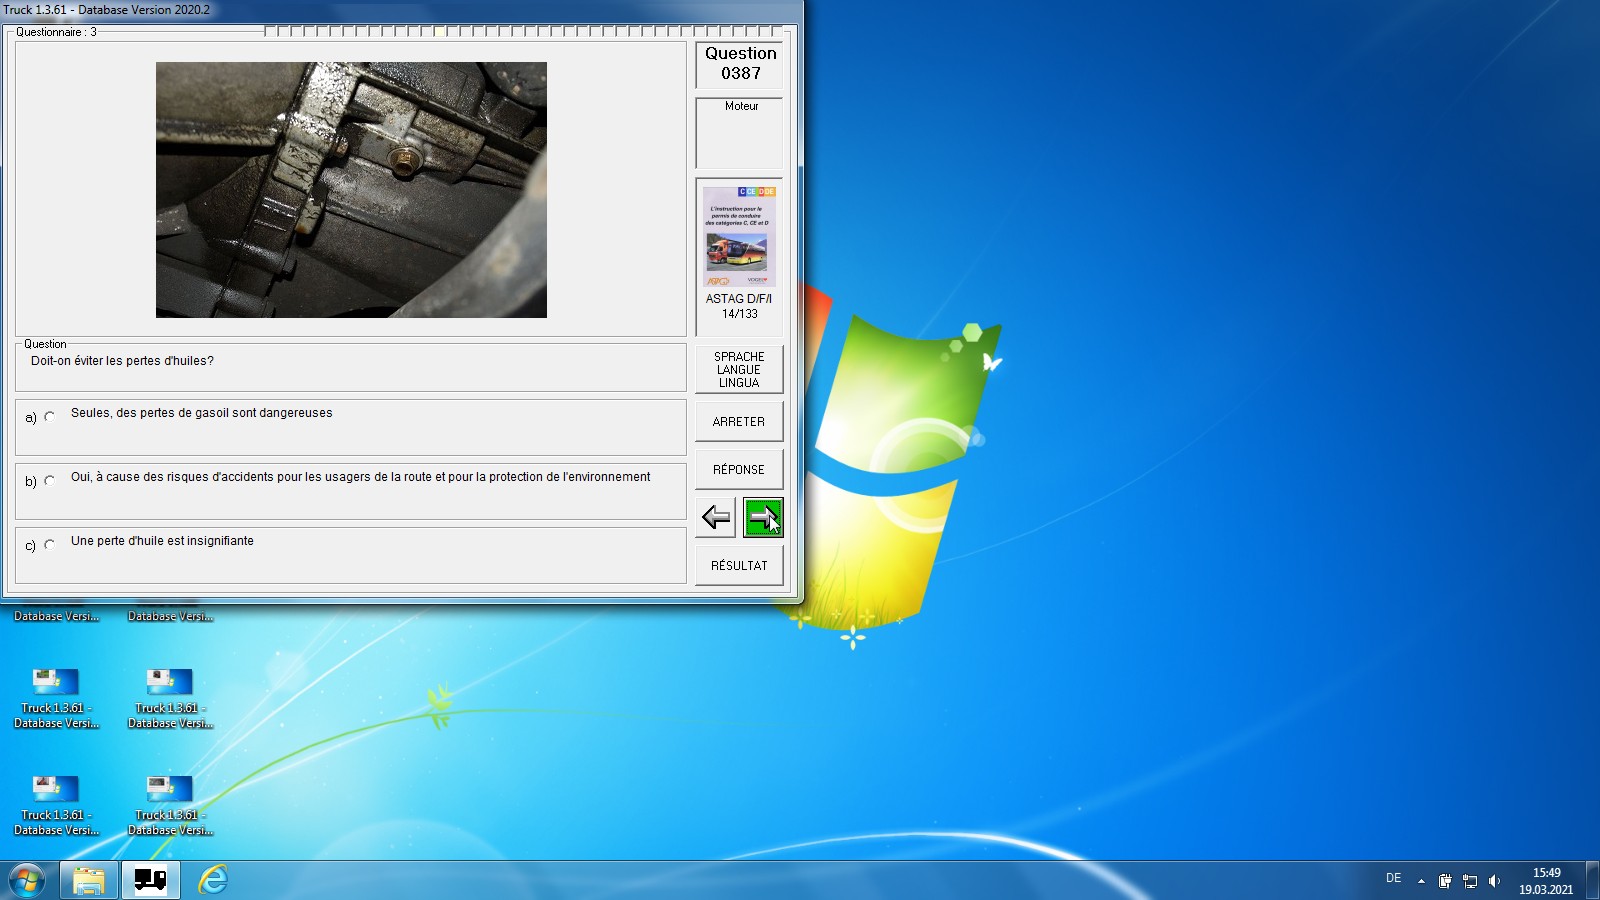 Truck 1.3.61 - Database Version 2020.2
Questionnaire : 3
Question
0387
Moteur
C CE D DE
L'instruction pour le
permis de conduire
des catégories C, CE et D
ASTAG D/F/I
14/133
Question
Doit-on éviter les pertes d'huiles?
SPRACHE
LANGUE
LINGUA
a) Seules, des pertes de gasoil sont dangereuses
ARRETER
b) Oui, à cause des risques d'accidents pour les usagers de la route et pour la protection de l'environnement
RÉPONSE
c) Une perte d'huile est insignifiante
RÉSULTAT
Database Versi...
Database Versi...
Truck 1.3.61 -
Database Versi...
Truck 1.3.61 -
Database Versi...
Truck 1.3.61 -
Database Versi...
Truck 1.3.61 -
Database Versi...
DE
15:49
19.03.2021